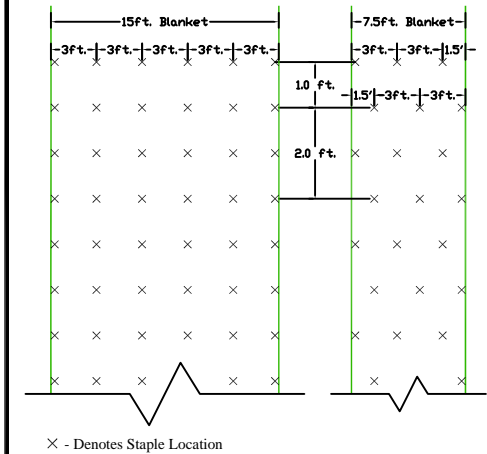 15ft. Blanket
7.5ft. Blanket
3ft. 3ft. 3ft. 3ft. 3ft.
3ft. 3ft. 1.5'
1.0 ft.
1.5' 3ft. 3ft.
2.0 ft.
× - Denotes Staple Location